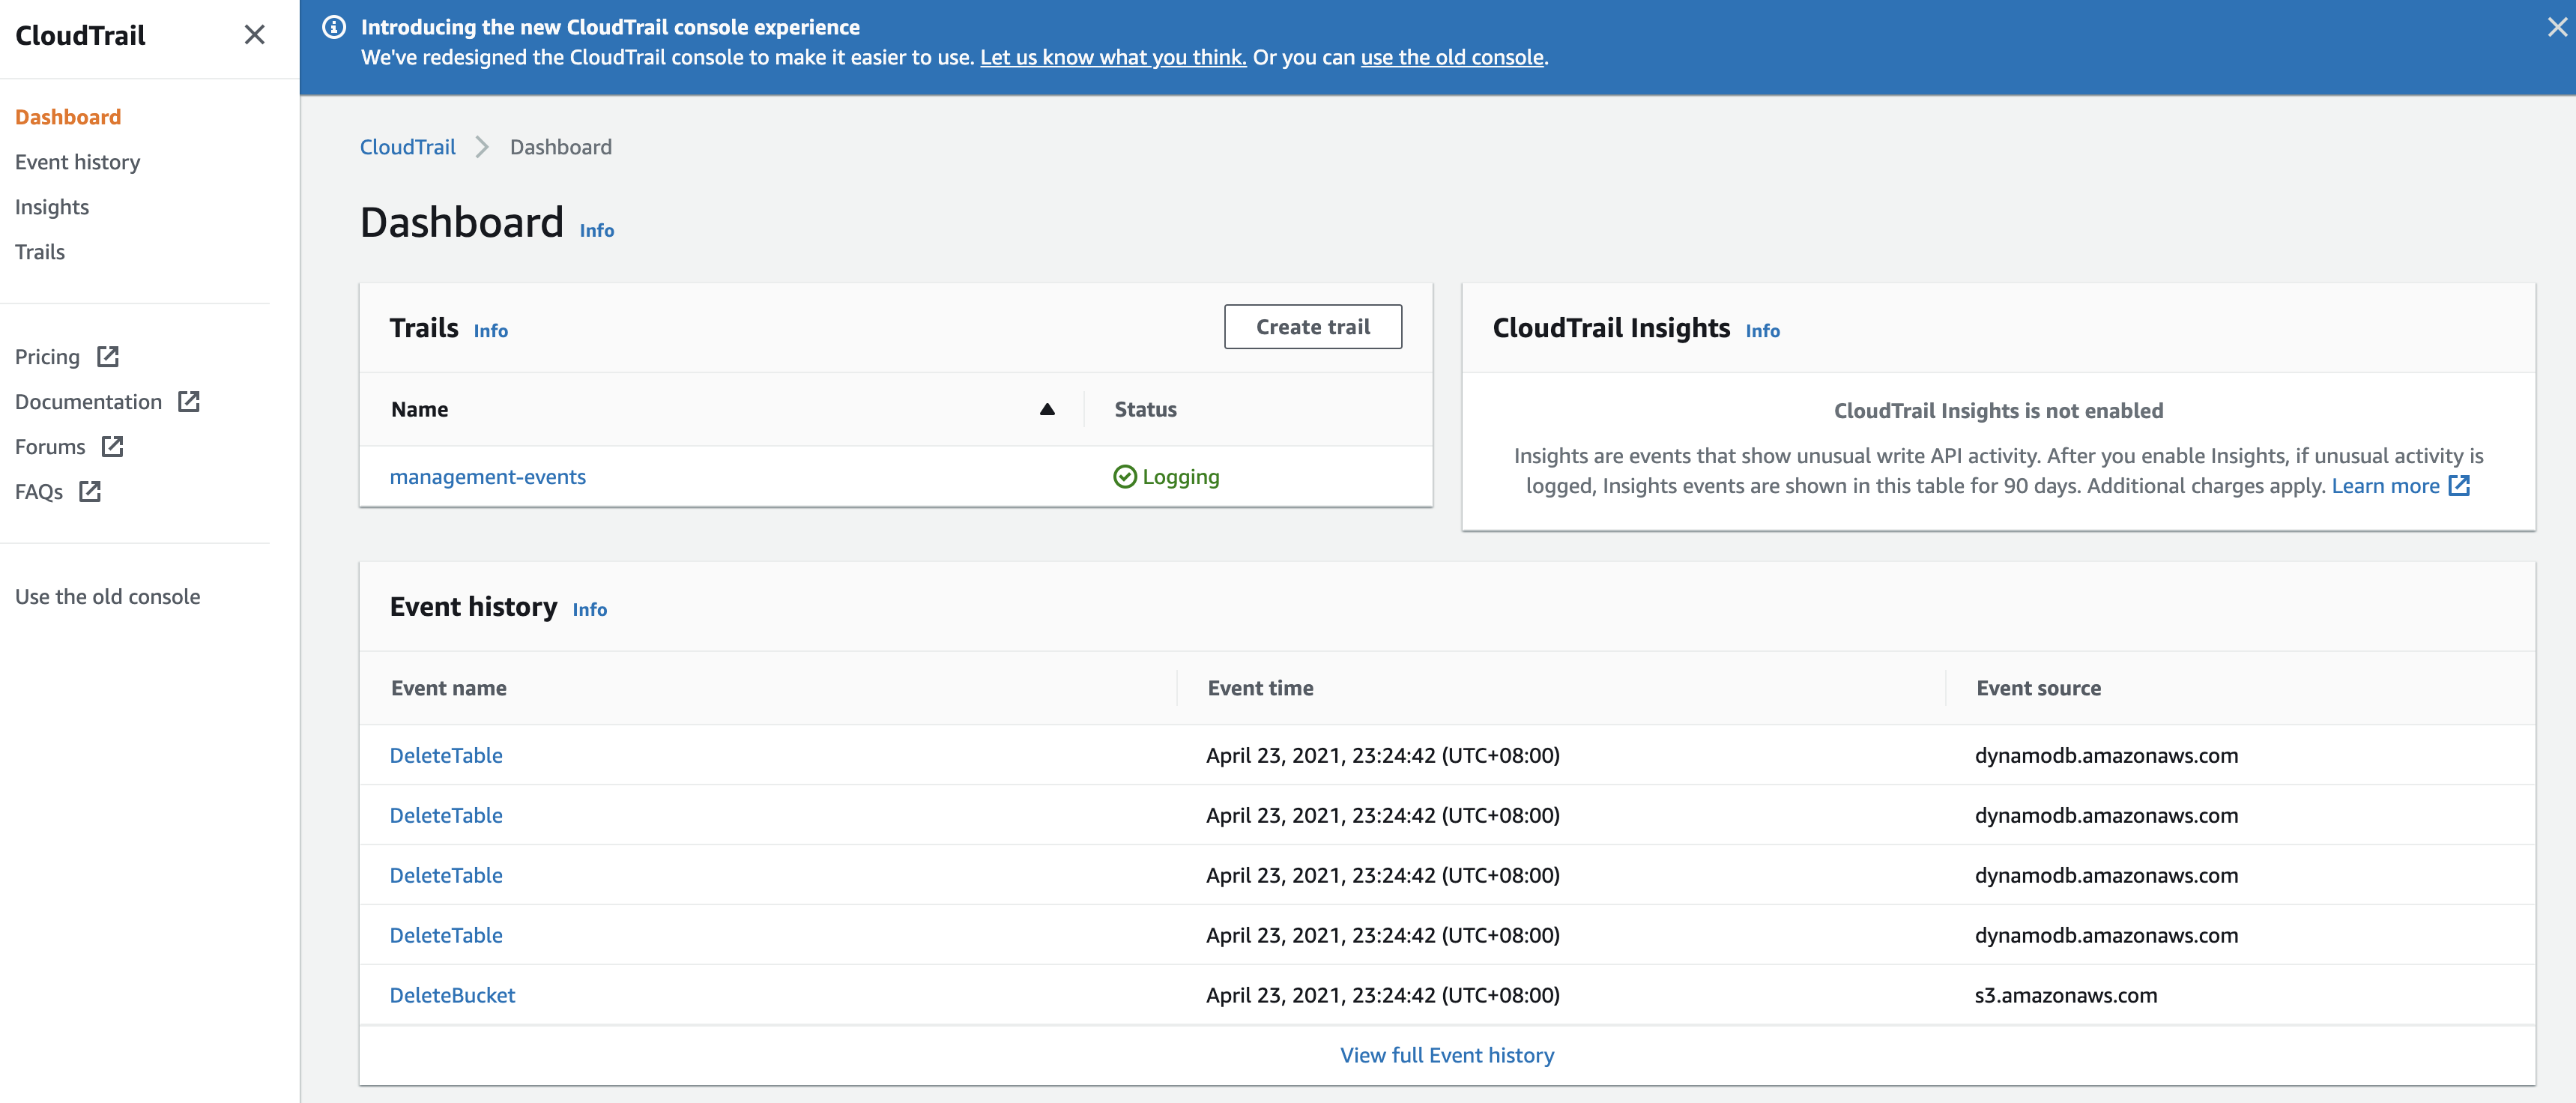 CloudTrail
Dashboard
Event history
Insights
Trails
Pricing
Documentation
Forums
FAQs
Use the old console
Introducing the new CloudTrail console experience
We've redesigned the CloudTrail console to make it easier to use. Let us know what you think. Or you can use the old console.
CloudTrail Dashboard
Dashboard Info
Trails Info Create trail
Name Status
management-events Logging
CloudTrail Insights Info
CloudTrail Insights is not enabled
Insights are events that show unusual write API activity. After you enable Insights, if unusual activity is
logged, Insights events are shown in this table for 90 days. Additional charges apply. Learn more
Event history Info
Event name Event time Event source
DeleteTable April 23, 2021, 23:24:42 (UTC+08:00) dynamodb.amazonaws.com
DeleteTable April 23, 2021, 23:24:42 (UTC+08:00) dynamodb.amazonaws.com
DeleteTable April 23, 2021, 23:24:42 (UTC+08:00) dynamodb.amazonaws.com
DeleteTable April 23, 2021, 23:24:42 (UTC+08:00) dynamodb.amazonaws.com
DeleteBucket April 23, 2021, 23:24:42 (UTC+08:00) s3.amazonaws.com
View full Event history